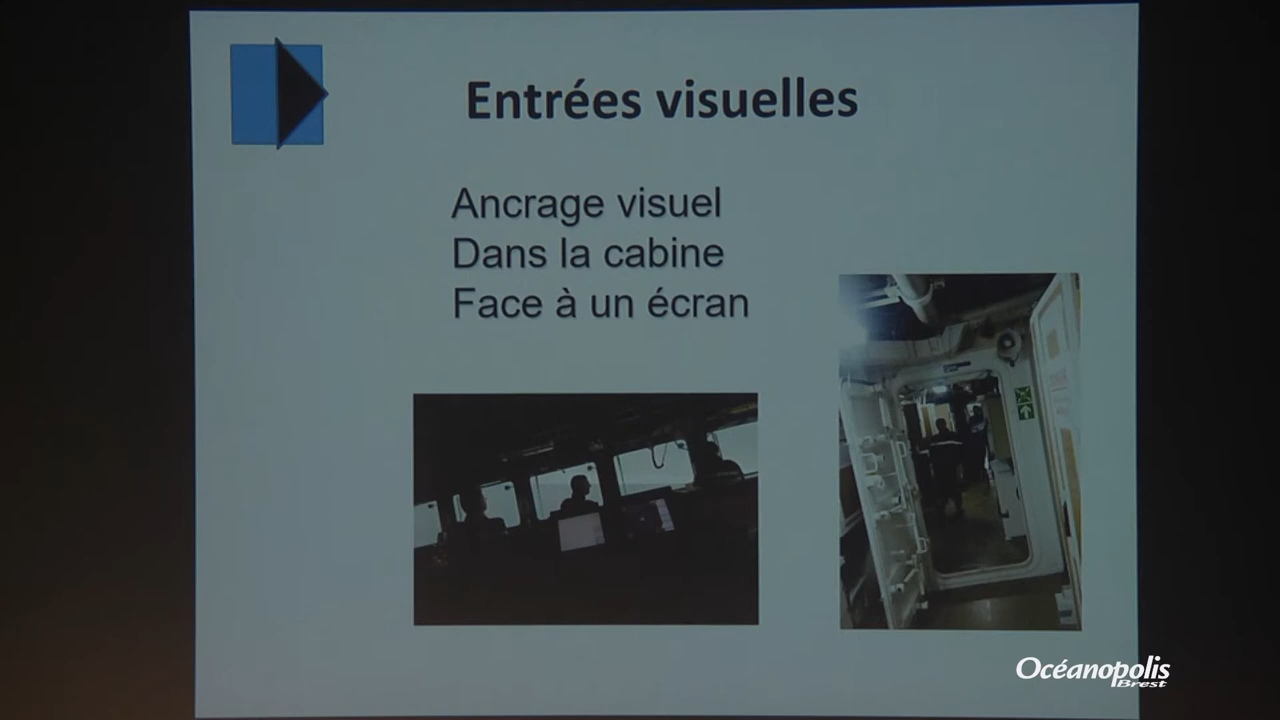 Entrées visuelles
Ancrage visuel
Dans la cabine
Face à un écran
Océanopolis
Brest